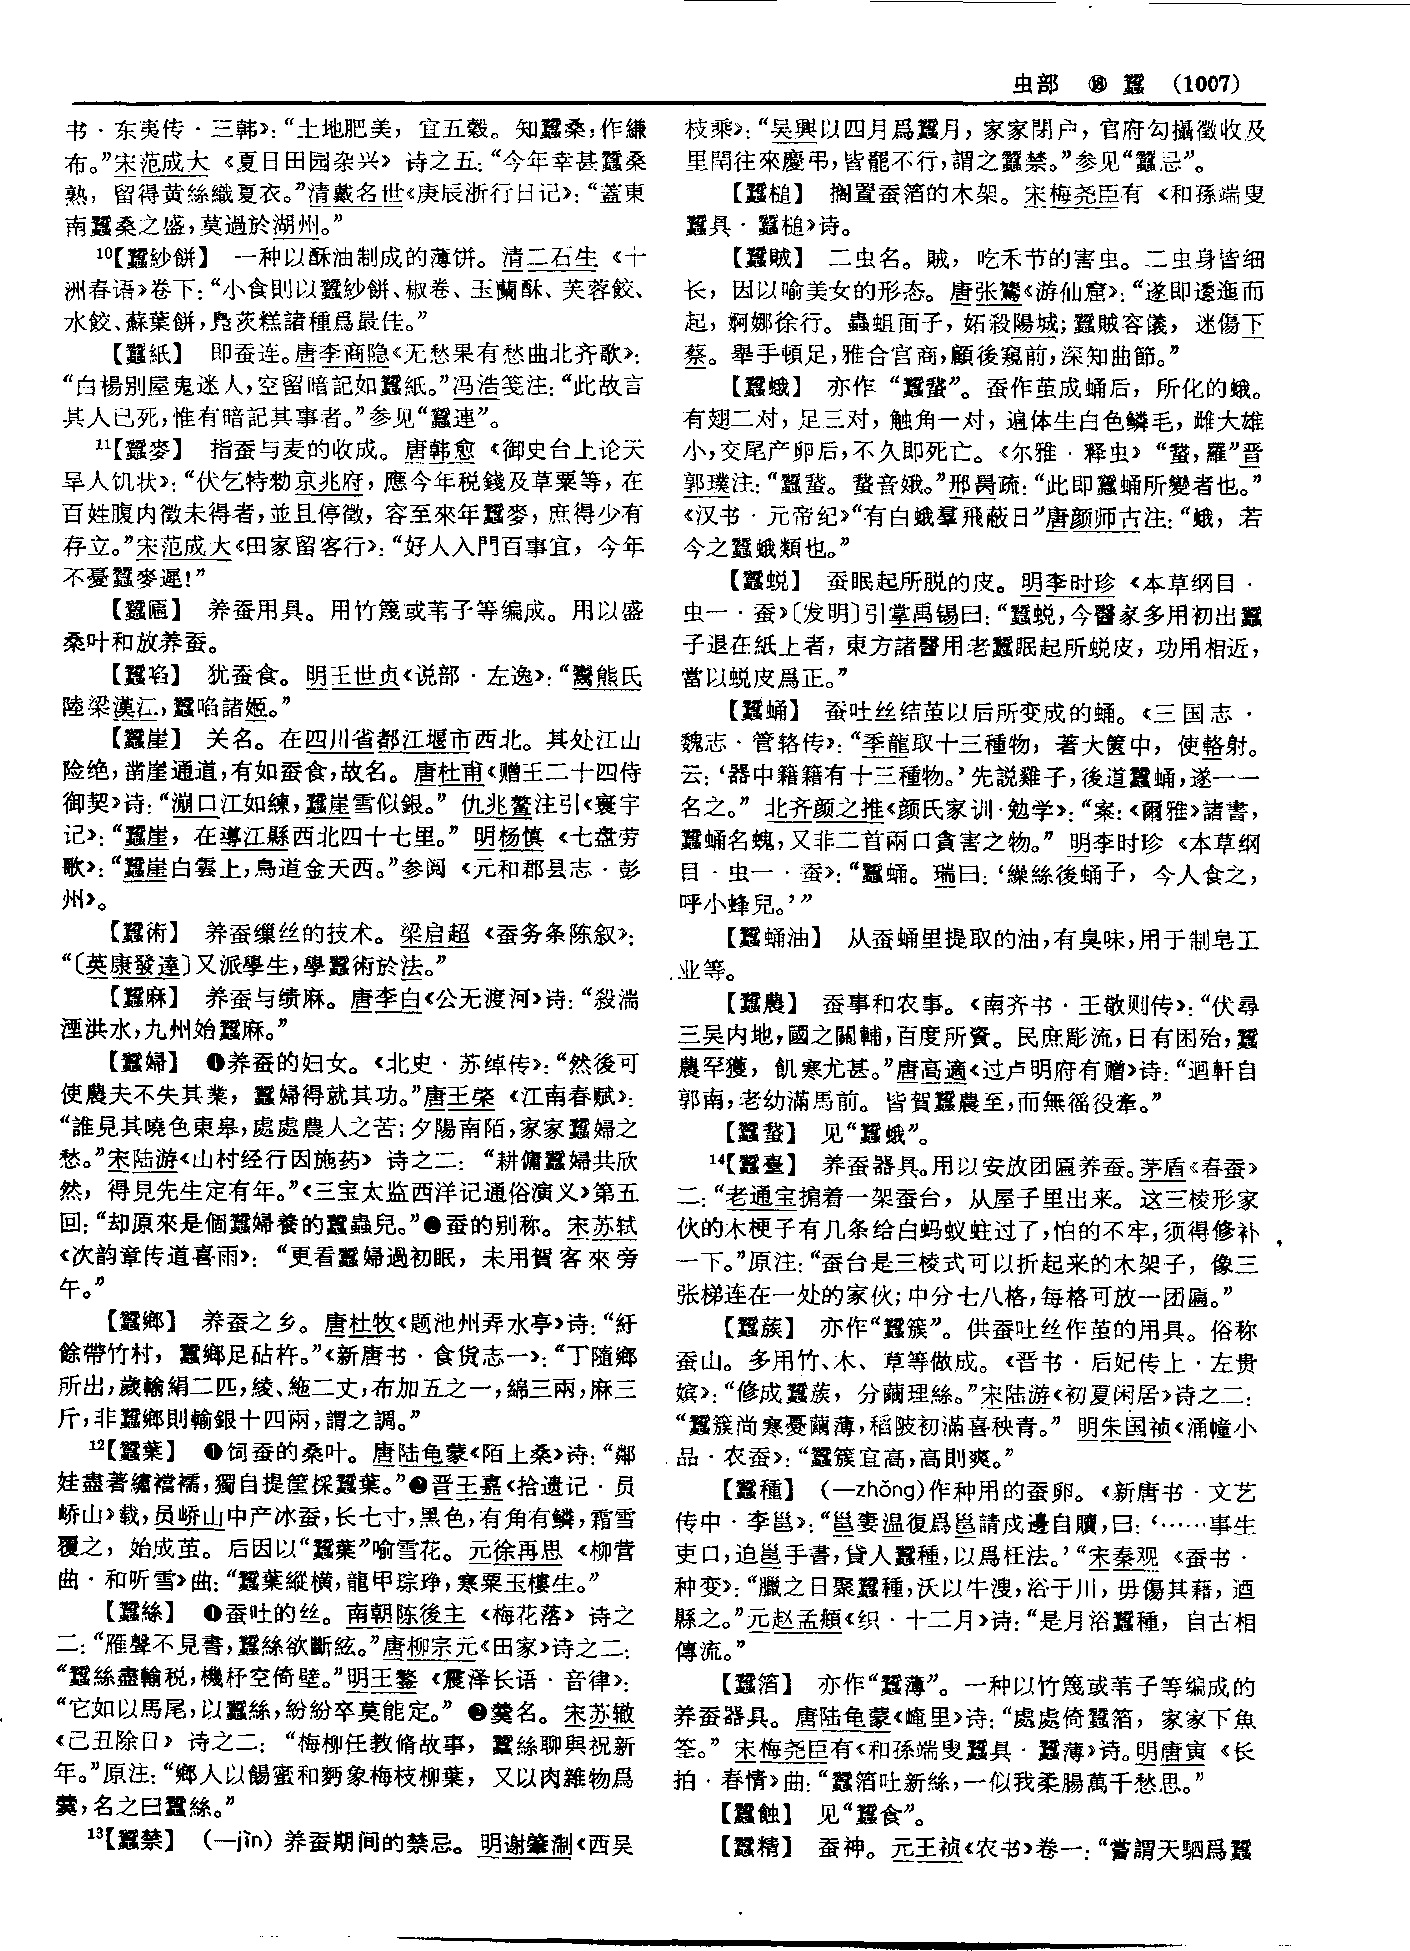 虫部 ⑱ 蠶 (1007)
书·东夷传·三韩》:“土地肥美，宜五穀。知蠶桑，作縑
布。”宋范成大《夏日田园杂兴》诗之五:“今年幸甚蠶桑
熟，留得黄絲織夏衣。”清戴名世《庚辰浙行日记》:“蓋東
南蠶桑之盛，莫過於湖州。”
¹⁰【蠶紗餅】 一种以酥油制成的薄饼。清二石生《十
洲春语》卷下:“小食則以蠶紗餅、椒卷、玉蘭酥、芙蓉餃、
水餃、蘇葉餅，凫茨糕諸種爲最佳。”
【蠶紙】 即蚕连。唐李商隐《无愁果有愁曲北齐歌》:
“白楊别屋鬼迷人，空留暗記如蠶紙。”冯浩笺注:“此故言
其人已死，惟有暗記其事者。”参见“蠶連”。
¹¹【蠶麥】 指蚕与麦的收成。唐韩愈《御史台上论天
旱人饥状》:“伏乞特勑京兆府，應今年税錢及草粟等，在
百姓腹内徵未得者，並且停徵，容至來年蠶麥，庶得少有
存立。”宋范成大《田家留客行》:“好人入門百事宜，今年
不憂蠶麥遲!”
【蠶匾】 养蚕用具。用竹篾或苇子等编成。用以盛
桑叶和放养蚕。
【蠶啗】 犹蚕食。明王世贞《说部·左逸》:“鬻熊氏
陸梁漢江，蠶啗諸姬。”
【蠶崖】 关名。在四川省都江堰市西北。其处江山
险绝，凿崖通道，有如蚕食，故名。唐杜甫《赠王二十四侍
御契》诗:“湔口江如練，蠶崖雪似銀。”仇兆鳌注引《寰宇
记》:“蠶崖，在導江縣西北四十七里。”明杨慎《七盘劳
歌》:“蠶崖白雲上，鳥道金天西。”参阅《元和郡县志·彭
州》。
【蠶術】 养蚕缫丝的技术。梁启超《蚕务条陈叙》:
“〔英康發達〕又派學生，學蠶術於法。”
【蠶麻】 养蚕与绩麻。唐李白《公无渡河》诗:“殺湍
湮洪水，九州始蠶麻。”
【蠶婦】 ❶养蚕的妇女。《北史·苏绰传》:“然後可
使農夫不失其業，蠶婦得就其功。”唐王棨《江南春赋》:
“誰見其曉色東皋，處處農人之苦；夕陽南陌，家家蠶婦之
愁。”宋陆游《山村经行因施药》诗之二:“耕傭蠶婦共欣
然，得見先生定有年。”《三宝太监西洋记通俗演义》第五
回:“却原來是個蠶婦養的蠶蟲兒。”❷蚕的别称。宋苏轼
《次韵章传道喜雨》:“更看蠶婦過初眠，未用賀客來旁
午。”
【蠶鄉】 养蚕之乡。唐杜牧《题池州弄水亭》诗:“紆
餘帶竹村，蠶鄉足砧杵。”《新唐书·食货志一》:“丁隨鄉
所出，歲輸絹二匹，綾、絁二丈，布加五之一，綿三兩，麻三
斤，非蠶鄉則輸銀十四兩，謂之調。”
¹²【蠶葉】 ❶饲蚕的桑叶。唐陆龟蒙《陌上桑》诗:“鄰
娃盡著繡襠襦，獨自提筐採蠶葉。”❷晋王嘉《拾遗记·员
峤山》载，员峤山中产冰蚕，长七寸，黑色，有角有鳞，霜雪
覆之，始成茧。后因以“蠶葉”喻雪花。元徐再思《柳营
曲·和听雪》曲:“蠶葉縱橫，龍甲琮琤，寒粟玉樓生。”
【蠶絲】 ❶蚕吐的丝。南朝陈後主《梅花落》诗之
二:“雁聲不見書，蠶絲欲斷絃。”唐柳宗元《田家》诗之二:
“蠶絲盡輸税，機杼空倚壁。”明王鏊《震泽长语·音律》:
“它如以馬尾，以蠶絲，紛紛卒莫能定。”❷羹名。宋苏辙
《己丑除日》诗之二:“梅柳任教脩故事，蠶絲聊與祝新
年。”原注:“鄉人以餳蜜和麪象梅枝柳葉，又以肉雜物爲
羹，名之曰蠶絲。”
¹³【蠶禁】 (—jìn) 养蚕期间的禁忌。明谢肇淛《西吴
枝乘》:“吴興以四月爲蠶月，家家閉户，官府勾攝徵收及
里閈往來慶弔，皆罷不行，謂之蠶禁。”参见“蠶忌”。
【蠶槌】 搁置蚕箔的木架。宋梅尧臣有《和孫端叟
蠶具·蠶槌》诗。
【蠶賊】 二虫名。賊，吃禾节的害虫。二虫身皆细
长，因以喻美女的形态。唐张鷟《游仙窟》:“遂即逶迤而
起，婀娜徐行。蟲蛆面子，妬殺陽城；蠶賊容儀，迷傷下
蔡。舉手頓足，雅合宫商，顧後窺前，深知曲節。”
【蠶蛾】 亦作“蠶䖸”。蚕作茧成蛹后，所化的蛾。
有翅二对，足三对，触角一对，遍体生白色鳞毛，雌大雄
小，交尾产卵后，不久即死亡。《尔雅·释虫》“䖸，羅”晋
郭璞注:“蠶䖸。䖸音娥。”邢昺疏:“此即蠶蛹所變者也。”
《汉书·元帝纪》“有白蛾羣飛蔽日”唐颜师古注:“蛾，若
今之蠶蛾類也。”
【蠶蜕】 蚕眠起所脱的皮。明李时珍《本草纲目·
虫一·蚕》〔发明〕引掌禹锡曰:“蠶蜕，今醫家多用初出蠶
子退在紙上者，東方諸醫用老蠶眠起所蜕皮，功用相近，
當以蜕皮爲正。”
【蠶蛹】 蚕吐丝结茧以后所变成的蛹。《三国志·
魏志·管辂传》:“季龍取十三種物，著大篋中，使輅射。
云:‘器中籍籍有十三種物。’先説雞子，後道蠶蛹，遂一一
名之。”北齐颜之推《颜氏家训·勉学》:“案:《爾雅》諸書，
蠶蛹名螝，又非二首兩口貪害之物。”明李时珍《本草纲
目·虫一·蚕》:“蠶蛹。瑞曰:‘繰絲後蛹子，今人食之，
呼小蜂兒。’”
【蠶蛹油】 从蚕蛹里提取的油，有臭味，用于制皂工
业等。
【蠶農】 蚕事和农事。《南齐书·王敬则传》:“伏尋
三吴内地，國之關輔，百度所資。民庶彫流，日有困殆，蠶
農罕獲，飢寒尤甚。”唐高適《过卢明府有赠》诗:“迴軒自
郭南，老幼滿馬前。皆賀蠶農至，而無徭役牽。”
【蠶䖸】 见“蠶蛾”。
¹⁴【蠶臺】 养蚕器具。用以安放团匾养蚕。茅盾《春蚕》
二:“老通宝掮着一架蚕台，从屋子里出来。这三棱形家
伙的木梗子有几条给白蚂蚁蛀过了，怕的不牢，须得修补
一下。”原注:“蚕台是三棱式可以折起来的木架子，像三
张梯连在一处的家伙；中分七八格，每格可放一团匾。”
【蠶蔟】 亦作“蠶簇”。供蚕吐丝作茧的用具。俗称
蚕山。多用竹、木、草等做成。《晋书·后妃传上·左贵
嫔》:“修成蠶蔟，分繭理絲。”宋陆游《初夏闲居》诗之二:
“蠶簇尚寒憂繭薄，稻陂初滿喜秧青。”明朱国祯《涌幢小
品·农蚕》:“蠶簇宜高，高則爽。”
【蠶種】 (—zhǒng)作种用的蚕卵。《新唐书·文艺
传中·李邕》:“邕妻温復爲邕請戍邊自贖，曰:‘……事生
吏口，迫邕手書，貸人蠶種，以爲枉法。’“宋秦观《蚕书·
种变》:“臘之日聚蠶種，沃以牛溲，浴于川，毋傷其藉，迺
縣之。”元赵孟頫《织·十二月》诗:“是月浴蠶種，自古相
傳流。”
【蠶箔】 亦作“蠶薄”。一种以竹篾或苇子等编成的
养蚕器具。唐陆龟蒙《崦里》诗:“處處倚蠶箔，家家下魚
筌。”宋梅尧臣有《和孫端叟蠶具·蠶薄》诗。明唐寅《长
拍·春情》曲:“蠶箔吐新絲，一似我柔腸萬千愁思。”
【蠶蝕】 见“蠶食”。
【蠶精】 蚕神。元王祯《农书》卷一:“嘗謂天駟爲蠶